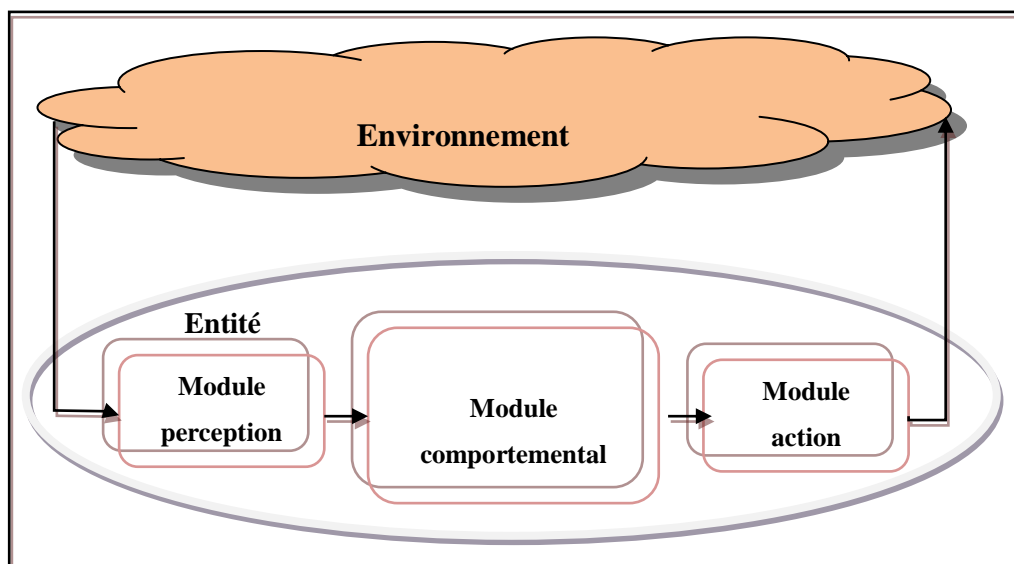 Environnement
Entité
Module
perception
Module
comportemental
Module
action